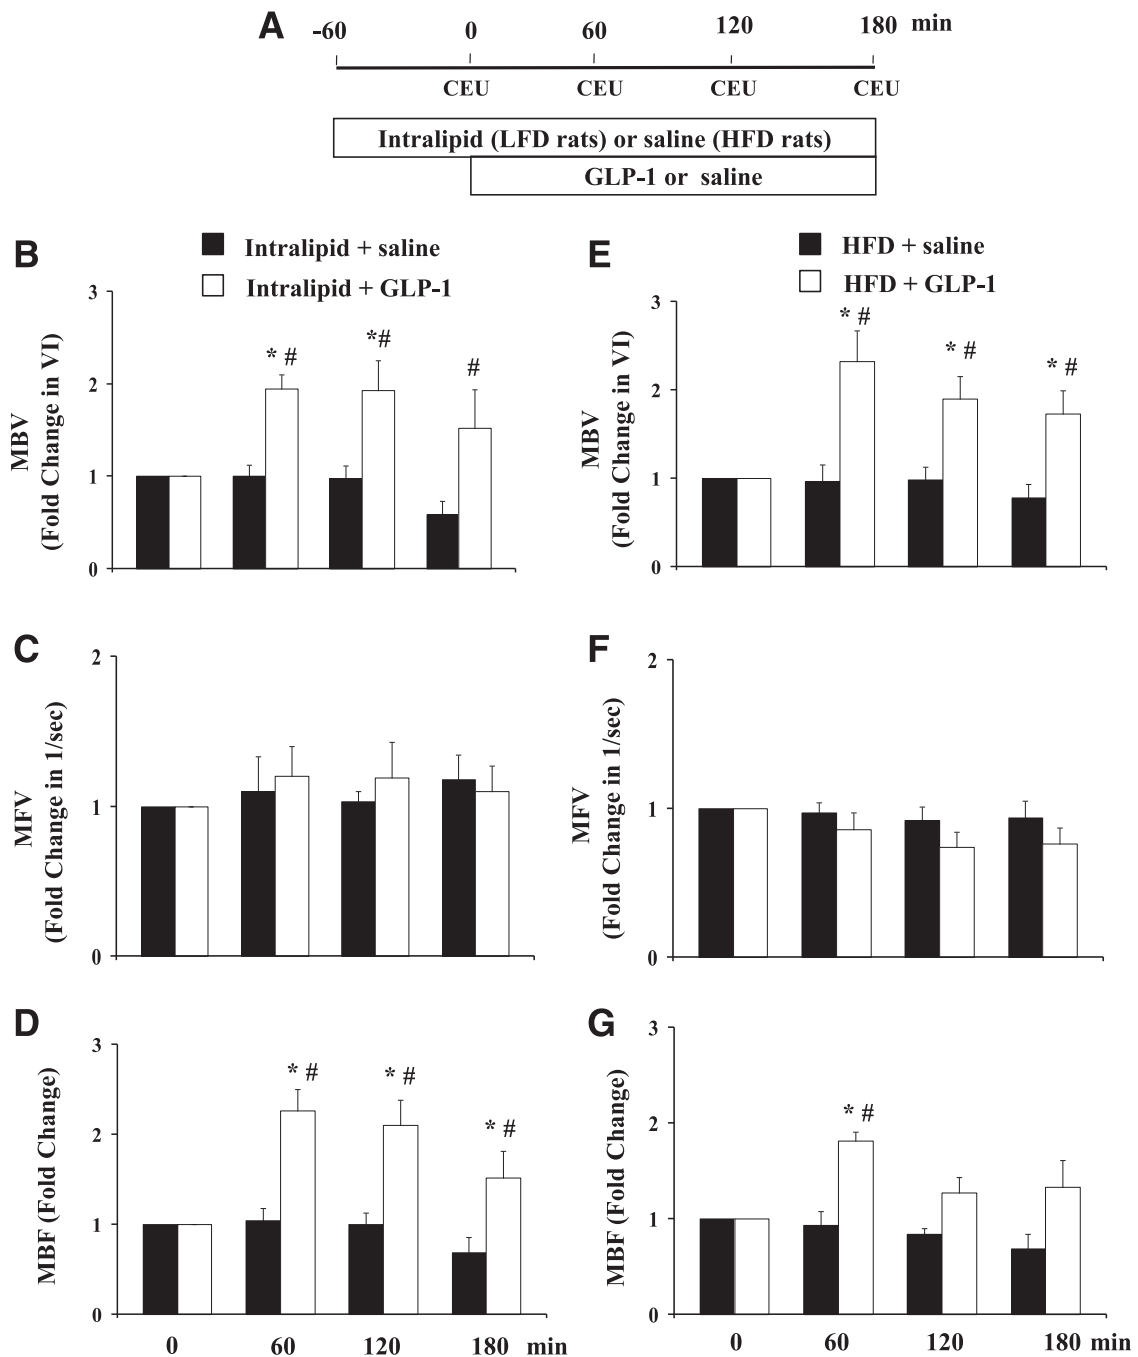 A
-60 0 60 120 180 min
CEU CEU CEU CEU
Intralipid (LFD rats) or saline (HFD rats)
GLP-1 or saline
B
Intralipid + saline
Intralipid + GLP-1
MBV
(Fold Change in VI)
3
2
1
0
* #
*#
#
E
HFD + saline
HFD + GLP-1
MBV
(Fold Change in VI)
3
2
1
0
* #
* #
* #
C
MFV
(Fold Change in 1/sec)
2
1
0
F
MFV
(Fold Change in 1/sec)
2
1
0
D
MBF (Fold Change)
3
2
1
0
* #
* #
* #
0 60 120 180 min
G
MBF (Fold Change)
3
2
1
0
* #
0 60 120 180 min